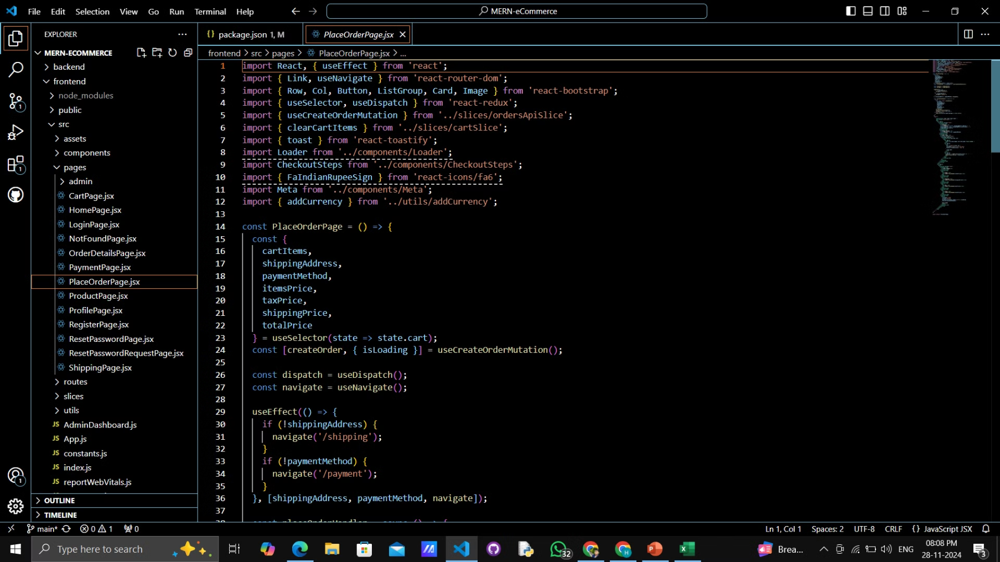 File Edit Selection View Go Run Terminal Help
MERN-eCommerce
EXPLORER
MERN-ECOMMERCE
backend
frontend
node_modules
public
src
assets
components
pages
admin
CartPage.jsx
HomePage.jsx
LoginPage.jsx
NotFoundPage.jsx
OrderDetailsPage.jsx
PaymentPage.jsx
PlaceOrderPage.jsx
ProductPage.jsx
ProfilePage.jsx
RegisterPage.jsx
ResetPasswordPage.jsx
ResetPasswordRequestPage.jsx
ShippingPage.jsx
routes
slices
utils
JS AdminDashboard.js
JS App.js
JS constants.js
JS index.js
JS reportWebVitals.js
OUTLINE
TIMELINE
1
1
1
{} package.json 1, M
PlaceOrderPage.jsx
frontend > src > pages > PlaceOrderPage.jsx > ...
1 import React, { useEffect } from 'react';
2 import { Link, useNavigate } from 'react-router-dom';
3 import { Row, Col, Button, ListGroup, Card, Image } from 'react-bootstrap';
4 import { useSelector, useDispatch } from 'react-redux';
5 import { useCreateOrderMutation } from '../slices/ordersApiSlice';
6 import { clearCartItems } from '../slices/cartSlice';
7 import { toast } from 'react-toastify';
8 import Loader from '../components/Loader';
9 import CheckoutSteps from '../components/CheckoutSteps';
10 import { FaIndianRupeeSign } from 'react-icons/fa6';
11 import Meta from '../components/Meta';
12 import { addCurrency } from '../utils/addCurrency';
13
14 const PlaceOrderPage = () => {
15 const {
16 cartItems,
17 shippingAddress,
18 paymentMethod,
19 itemsPrice,
20 taxPrice,
21 shippingPrice,
22 totalPrice
23 } = useSelector(state => state.cart);
24 const [createOrder, { isLoading }] = useCreateOrderMutation();
25
26 const dispatch = useDispatch();
27 const navigate = useNavigate();
28
29 useEffect(() => {
30 if (!shippingAddress) {
31 navigate('/shipping');
32 }
33 if (!paymentMethod) {
34 navigate('/payment');
35 }
36 }, [shippingAddress, paymentMethod, navigate]);
37
38 const placeOrderHandler = async () => {
main* 0 1 0
Ln 1, Col 1 Spaces: 2 UTF-8 CRLF {} JavaScript JSX
Type here to search
32
Brea...
ENG
08:08 PM
28-11-2024
3